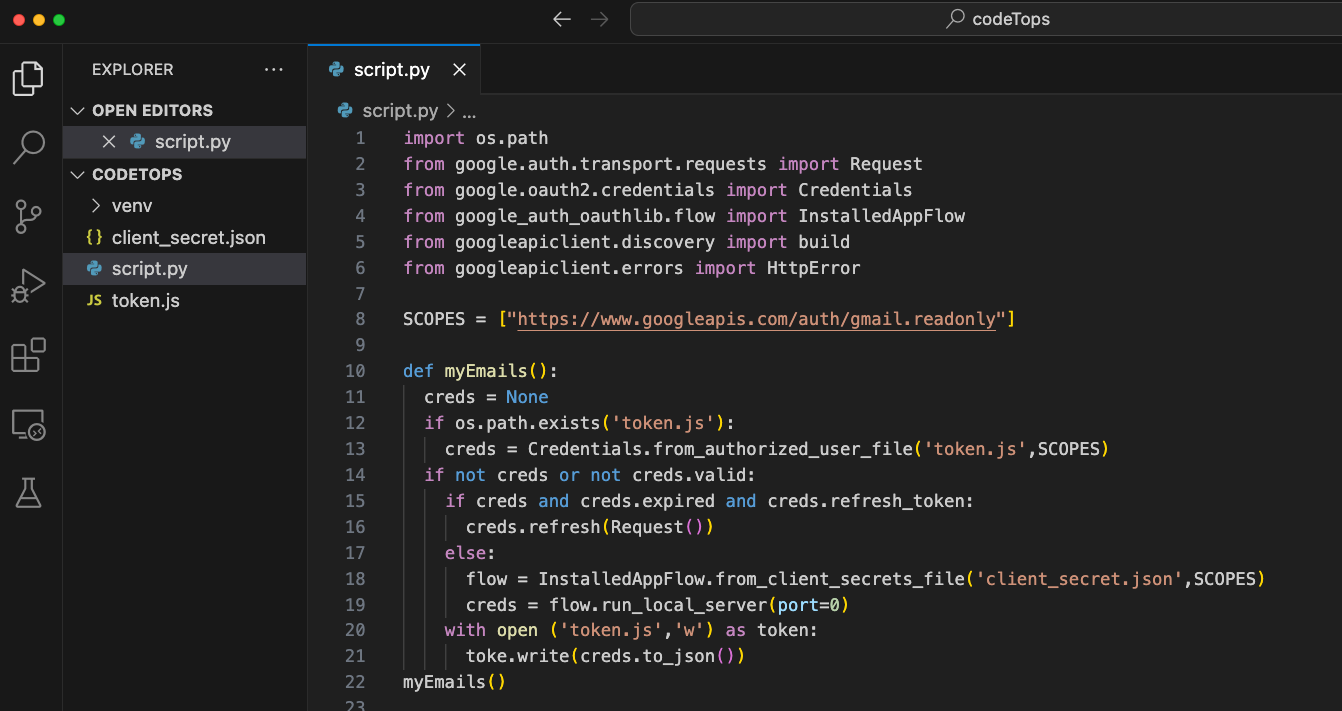 codeTops
EXPLORER ...
OPEN EDITORS
script.py
CODETOPS
venv
{} client_secret.json
script.py
JS token.js
script.py
script.py > ...
1 import os.path
2 from google.auth.transport.requests import Request
3 from google.oauth2.credentials import Credentials
4 from google_auth_oauthlib.flow import InstalledAppFlow
5 from googleapiclient.discovery import build
6 from googleapiclient.errors import HttpError
7
8 SCOPES = ["https://www.googleapis.com/auth/gmail.readonly"]
9
10 def myEmails():
11 creds = None
12 if os.path.exists('token.js'):
13 creds = Credentials.from_authorized_user_file('token.js',SCOPES)
14 if not creds or not creds.valid:
15 if creds and creds.expired and creds.refresh_token:
16 creds.refresh(Request())
17 else:
18 flow = InstalledAppFlow.from_client_secrets_file('client_secret.json',SCOPES)
19 creds = flow.run_local_server(port=0)
20 with open ('token.js','w') as token:
21 toke.write(creds.to_json())
22 myEmails()
23